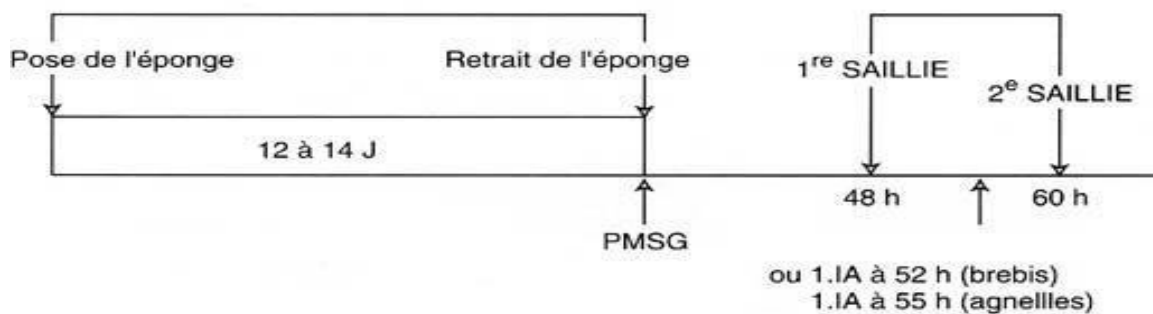 Pose de l'éponge
Retrait de l'éponge
1re SAILLIE
2e SAILLIE
12 à 14 J
48 h
60 h
PMSG
ou 1.IA à 52 h (brebis)
1.IA à 55 h (agnellles)